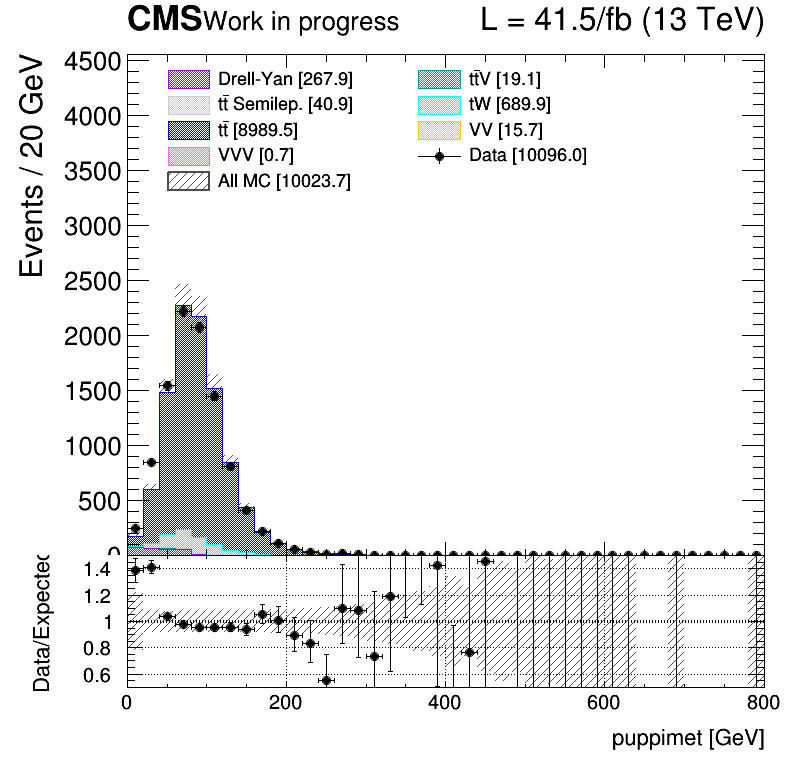 CMS Work in progress L = 41.5/fb (13 TeV)
Events / 20 GeV
4500
4000
3500
3000
2500
2000
1500
1000
500
0
Drell-Yan [267.9]
tt̄ Semilep. [40.9]
tt̄ [8989.5]
VVV [0.7]
All MC [10023.7]
tt̄V [19.1]
tW [689.9]
VV [15.7]
Data [10096.0]
Data/Expected
1.4
1.2
1
0.8
0.6
0 200 400 600 800
puppimet [GeV]